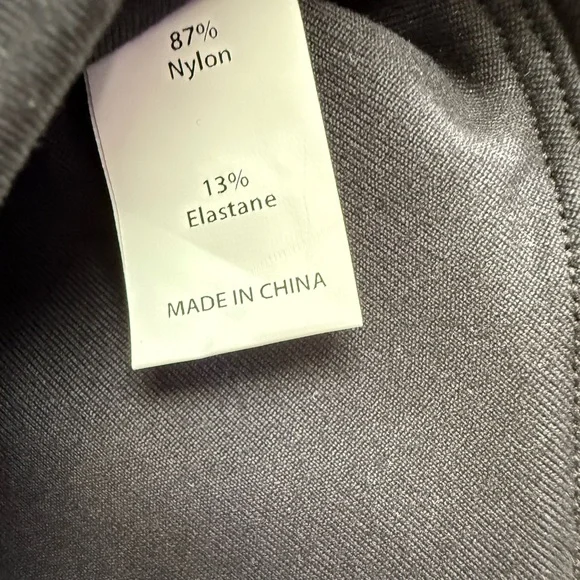 87%
Nylon
13%
Elastane
MADE IN CHINA